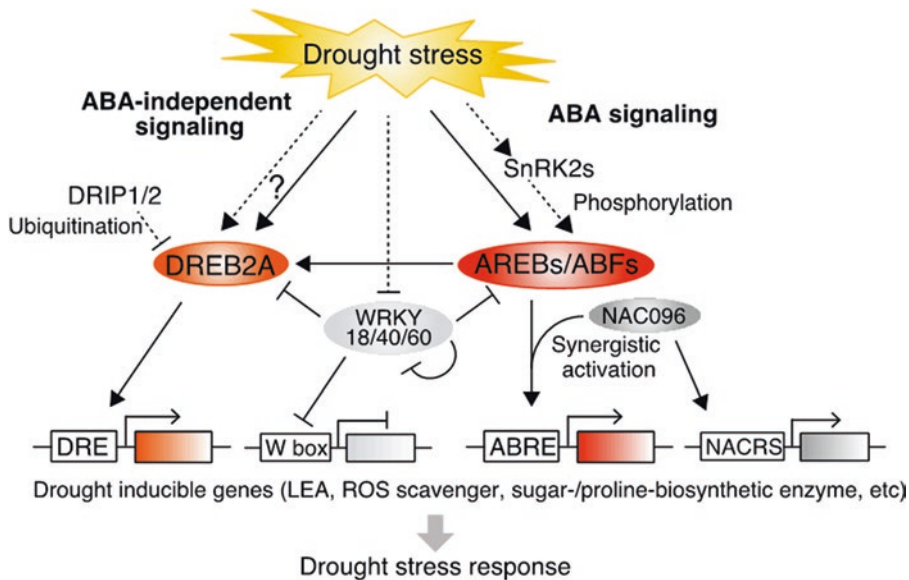 Drought stress
ABA-independent
signaling
ABA signaling
SnRK2s
?
DRIP1/2
Ubiquitination
Phosphorylation
DREB2A
AREBs/ABFs
WRKY
18/40/60
NAC096
Synergistic
activation
DRE
W box
ABRE
NACRS
Drought inducible genes (LEA, ROS scavenger, sugar-/proline-biosynthetic enzyme, etc)
Drought stress response